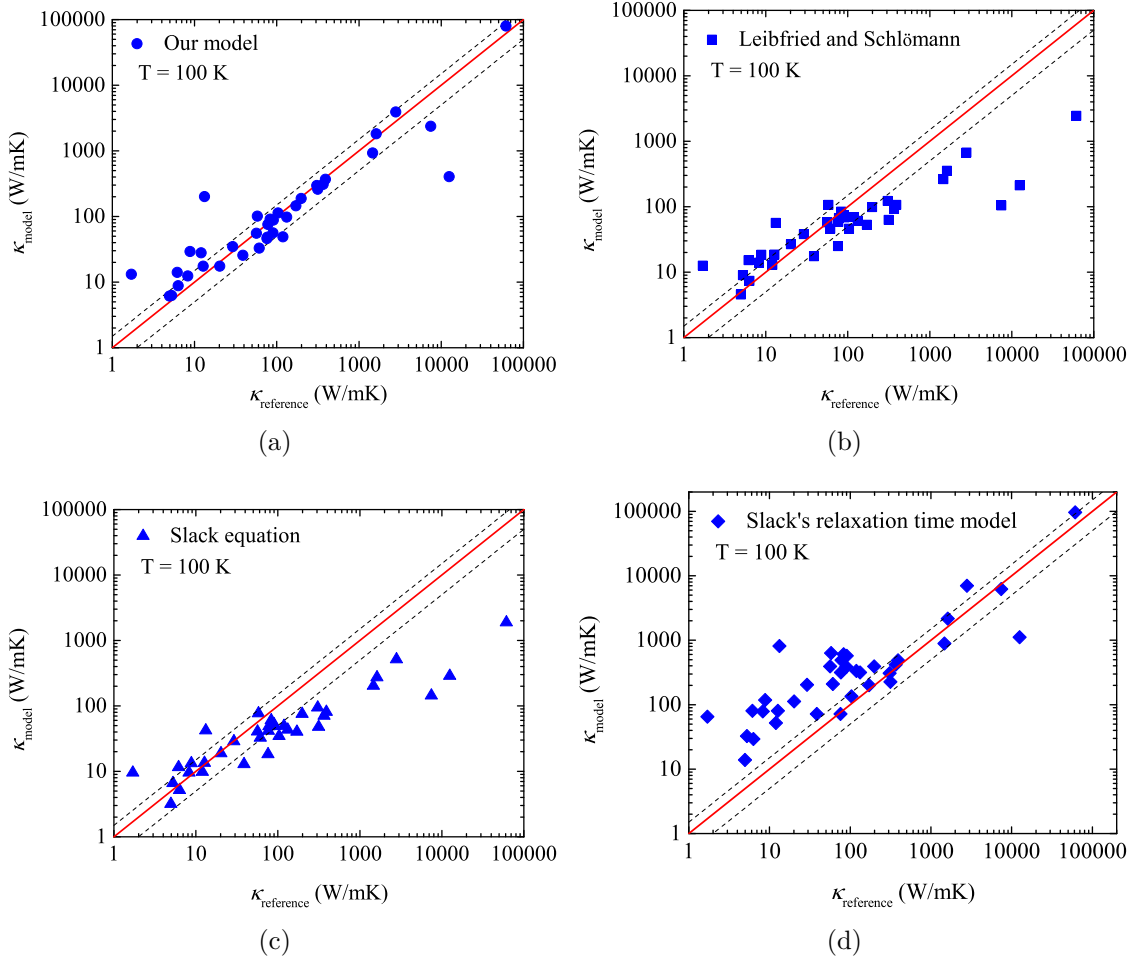 100000
10000
1000
100
10
1
κmodel (W/mK)
Our model
T = 100 K
1 10 100 1000 10000 100000
κreference (W/mK)
(a)
100000
10000
1000
100
10
1
κmodel (W/mK)
Leibfried and Schlömann
T = 100 K
1 10 100 1000 10000 100000
κreference (W/mK)
(b)
100000
10000
1000
100
10
1
κmodel (W/mK)
Slack equation
T = 100 K
1 10 100 1000 10000 100000
κreference (W/mK)
(c)
100000
10000
1000
100
10
1
κmodel (W/mK)
Slack's relaxation time model
T = 100 K
1 10 100 1000 10000 100000
κreference (W/mK)
(d)